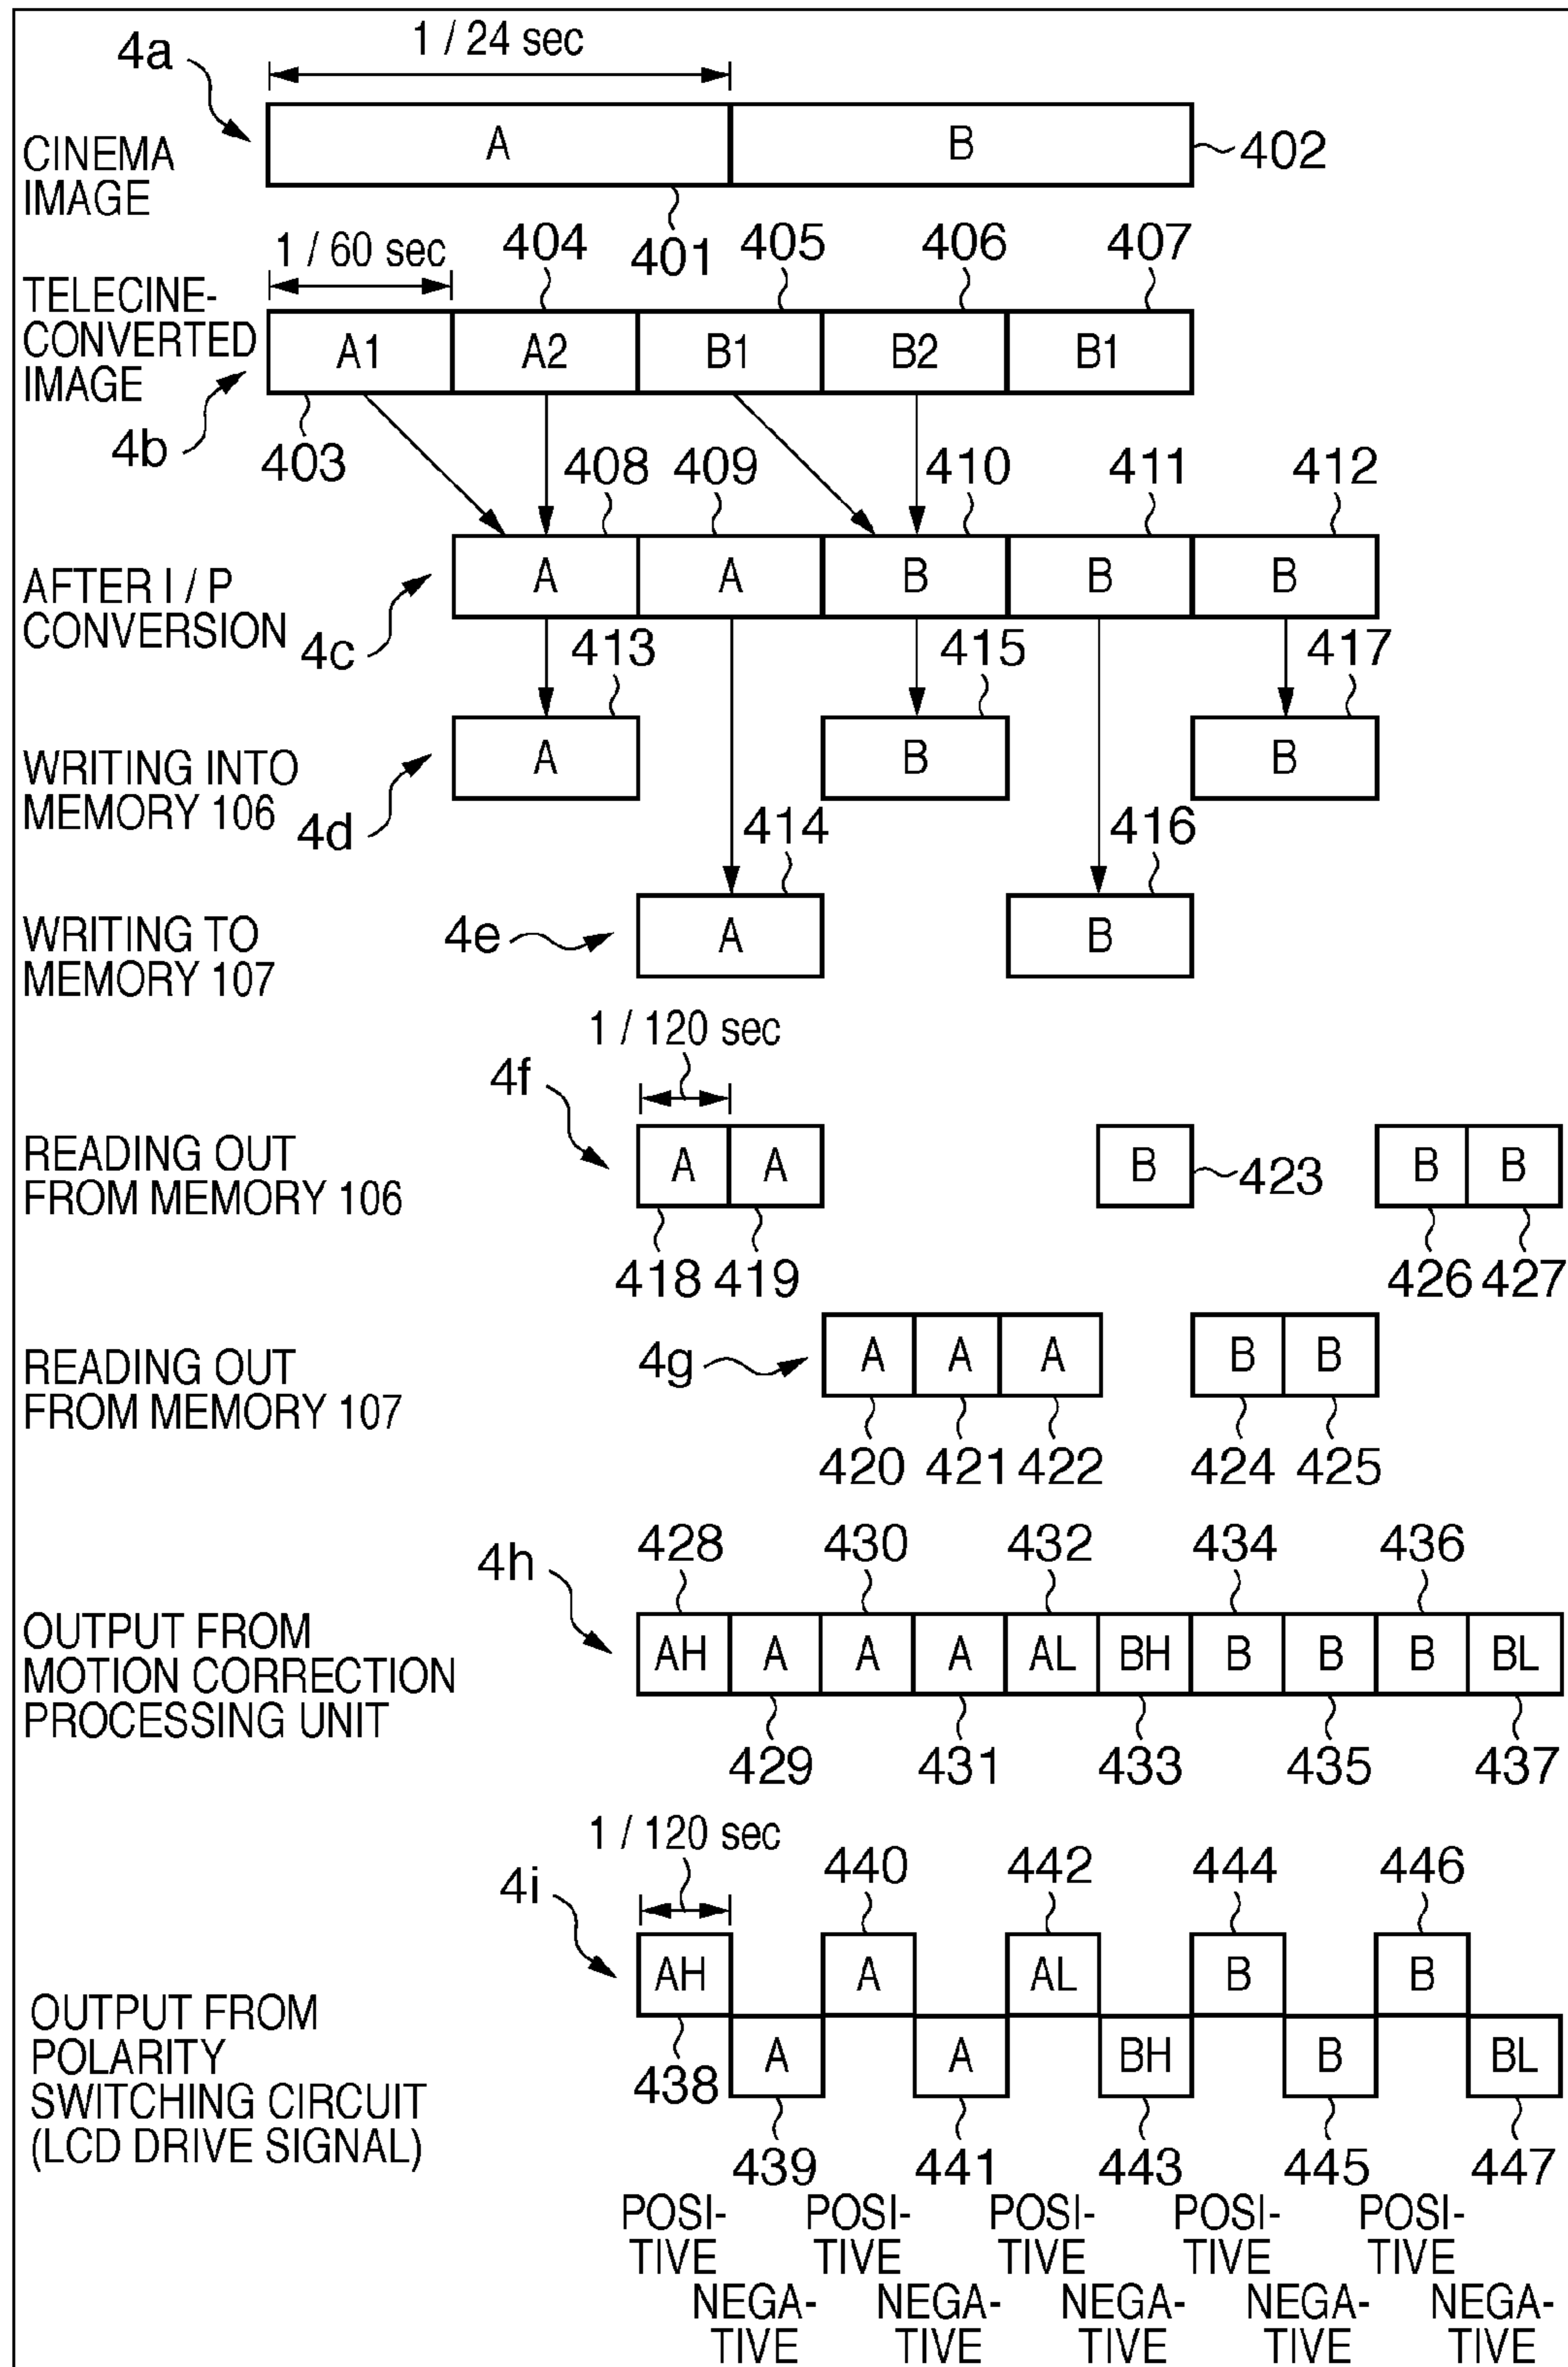 1 / 24 sec
4a
CINEMA
IMAGE
A
B
402
401
1 / 60 sec
404
405
406
407
TELECINE-
CONVERTED
IMAGE
A1
A2
B1
B2
B1
4b
403
408
409
410
411
412
AFTER I / P
CONVERSION
4c
A
A
B
B
B
413
415
417
WRITING INTO
MEMORY 106
4d
A
B
B
414
416
WRITING TO
MEMORY 107
4e
A
B
1 / 120 sec
4f
READING OUT
FROM MEMORY 106
A
A
B
423
B
B
418
419
426
427
READING OUT
FROM MEMORY 107
4g
A
A
A
B
B
420
421
422
424
425
4h
428
430
432
434
436
OUTPUT FROM
MOTION CORRECTION
PROCESSING UNIT
AH
A
A
A
AL
BH
B
B
B
BL
429
431
433
435
437
1 / 120 sec
4i
440
442
444
446
AH
A
AL
B
B
OUTPUT FROM
POLARITY
SWITCHING CIRCUIT
(LCD DRIVE SIGNAL)
438
A
A
BH
B
BL
439
441
443
445
447
POSI-
TIVE
POSI-
TIVE
POSI-
TIVE
POSI-
TIVE
POSI-
TIVE
NEGA-
TIVE
NEGA-
TIVE
NEGA-
TIVE
NEGA-
TIVE
NEGA-
TIVE